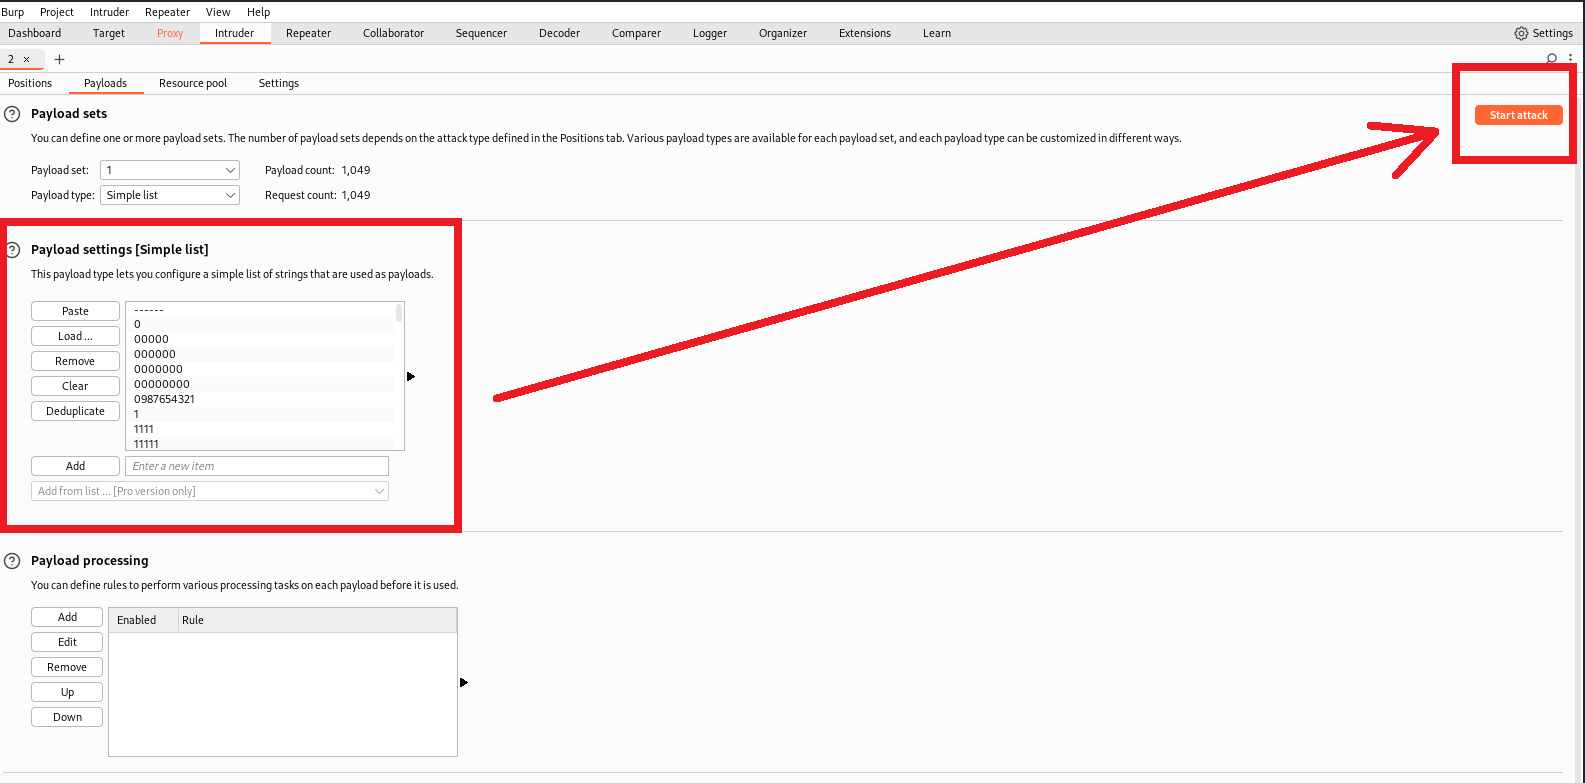 Burp Project Intruder Repeater View Help
Dashboard Target Proxy Intruder Repeater Collaborator Sequencer Decoder Comparer Logger Organizer Extensions Learn Settings
2 × +
Positions Payloads Resource pool Settings
? Payload sets
Start attack
You can define one or more payload sets. The number of payload sets depends on the attack type defined in the Positions tab. Various payload types are available for each payload set, and each payload type can be customized in different ways.
Payload set: 1 Payload count: 1,049
Payload type: Simple list Request count: 1,049
? Payload settings [Simple list]
This payload type lets you configure a simple list of strings that are used as payloads.
Paste
Load ...
Remove
Clear
Deduplicate
------
0
00000
000000
0000000
00000000
0987654321
1
1111
11111
Add Enter a new item
Add from list ... [Pro version only]
? Payload processing
You can define rules to perform various processing tasks on each payload before it is used.
Add
Edit
Remove
Up
Down
Enabled Rule